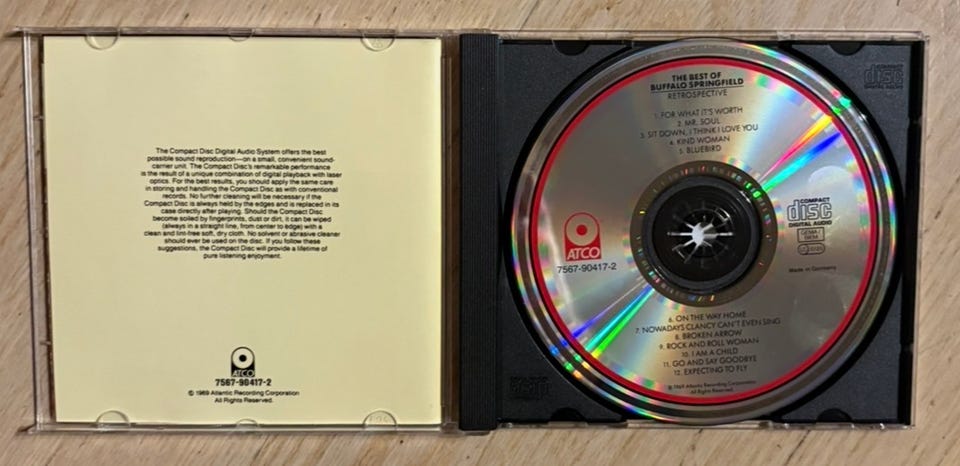 The Compact Disc Digital Audio System offers the best
possible sound reproduction—on a small, convenient sound-
carrier unit. The Compact Disc's remarkable performance
is the result of a unique combination of digital playback with laser
optics. For the best results, you should apply the same care
in storing and handling the Compact Disc as with conventional
records. No further cleaning will be necessary if the
Compact Disc is always held by the edges and is replaced in its
case directly after playing. Should the Compact Disc
become soiled by fingerprints, dust or dirt, it can be wiped
(always in a straight line, from center to edge) with a
clean and lint-free soft, dry cloth. No solvent or abrasive cleaner
should ever be used on the disc. If you follow these
suggestions, the Compact Disc will provide a lifetime of
pure listening enjoyment.
ATCO
7567-90417-2
© 1969 Atlantic Recording Corporation
All Rights Reserved.
THE BEST OF
BUFFALO SPRINGFIELD
RETROSPECTIVE
1. FOR WHAT IT'S WORTH
2. MR. SOUL
3. SIT DOWN, I THINK I LOVE YOU
4. KIND WOMAN
5. BLUEBIRD
ATCO
7567-90417-2
COMPACT
disc
DIGITAL AUDIO
GEMA/
BIEM
Made in Germany
6. ON THE WAY HOME
7. NOWADAYS CLANCY CAN'T EVEN SING
8. BROKEN ARROW
9. ROCK AND ROLL WOMAN
10. I AM A CHILD
11. GO AND SAY GOODBYE
12. EXPECTING TO FLY
℗ 1969 Atlantic Recording Corporation
All Rights Reserved.
COMPACT
disc
DIGITAL AUDIO